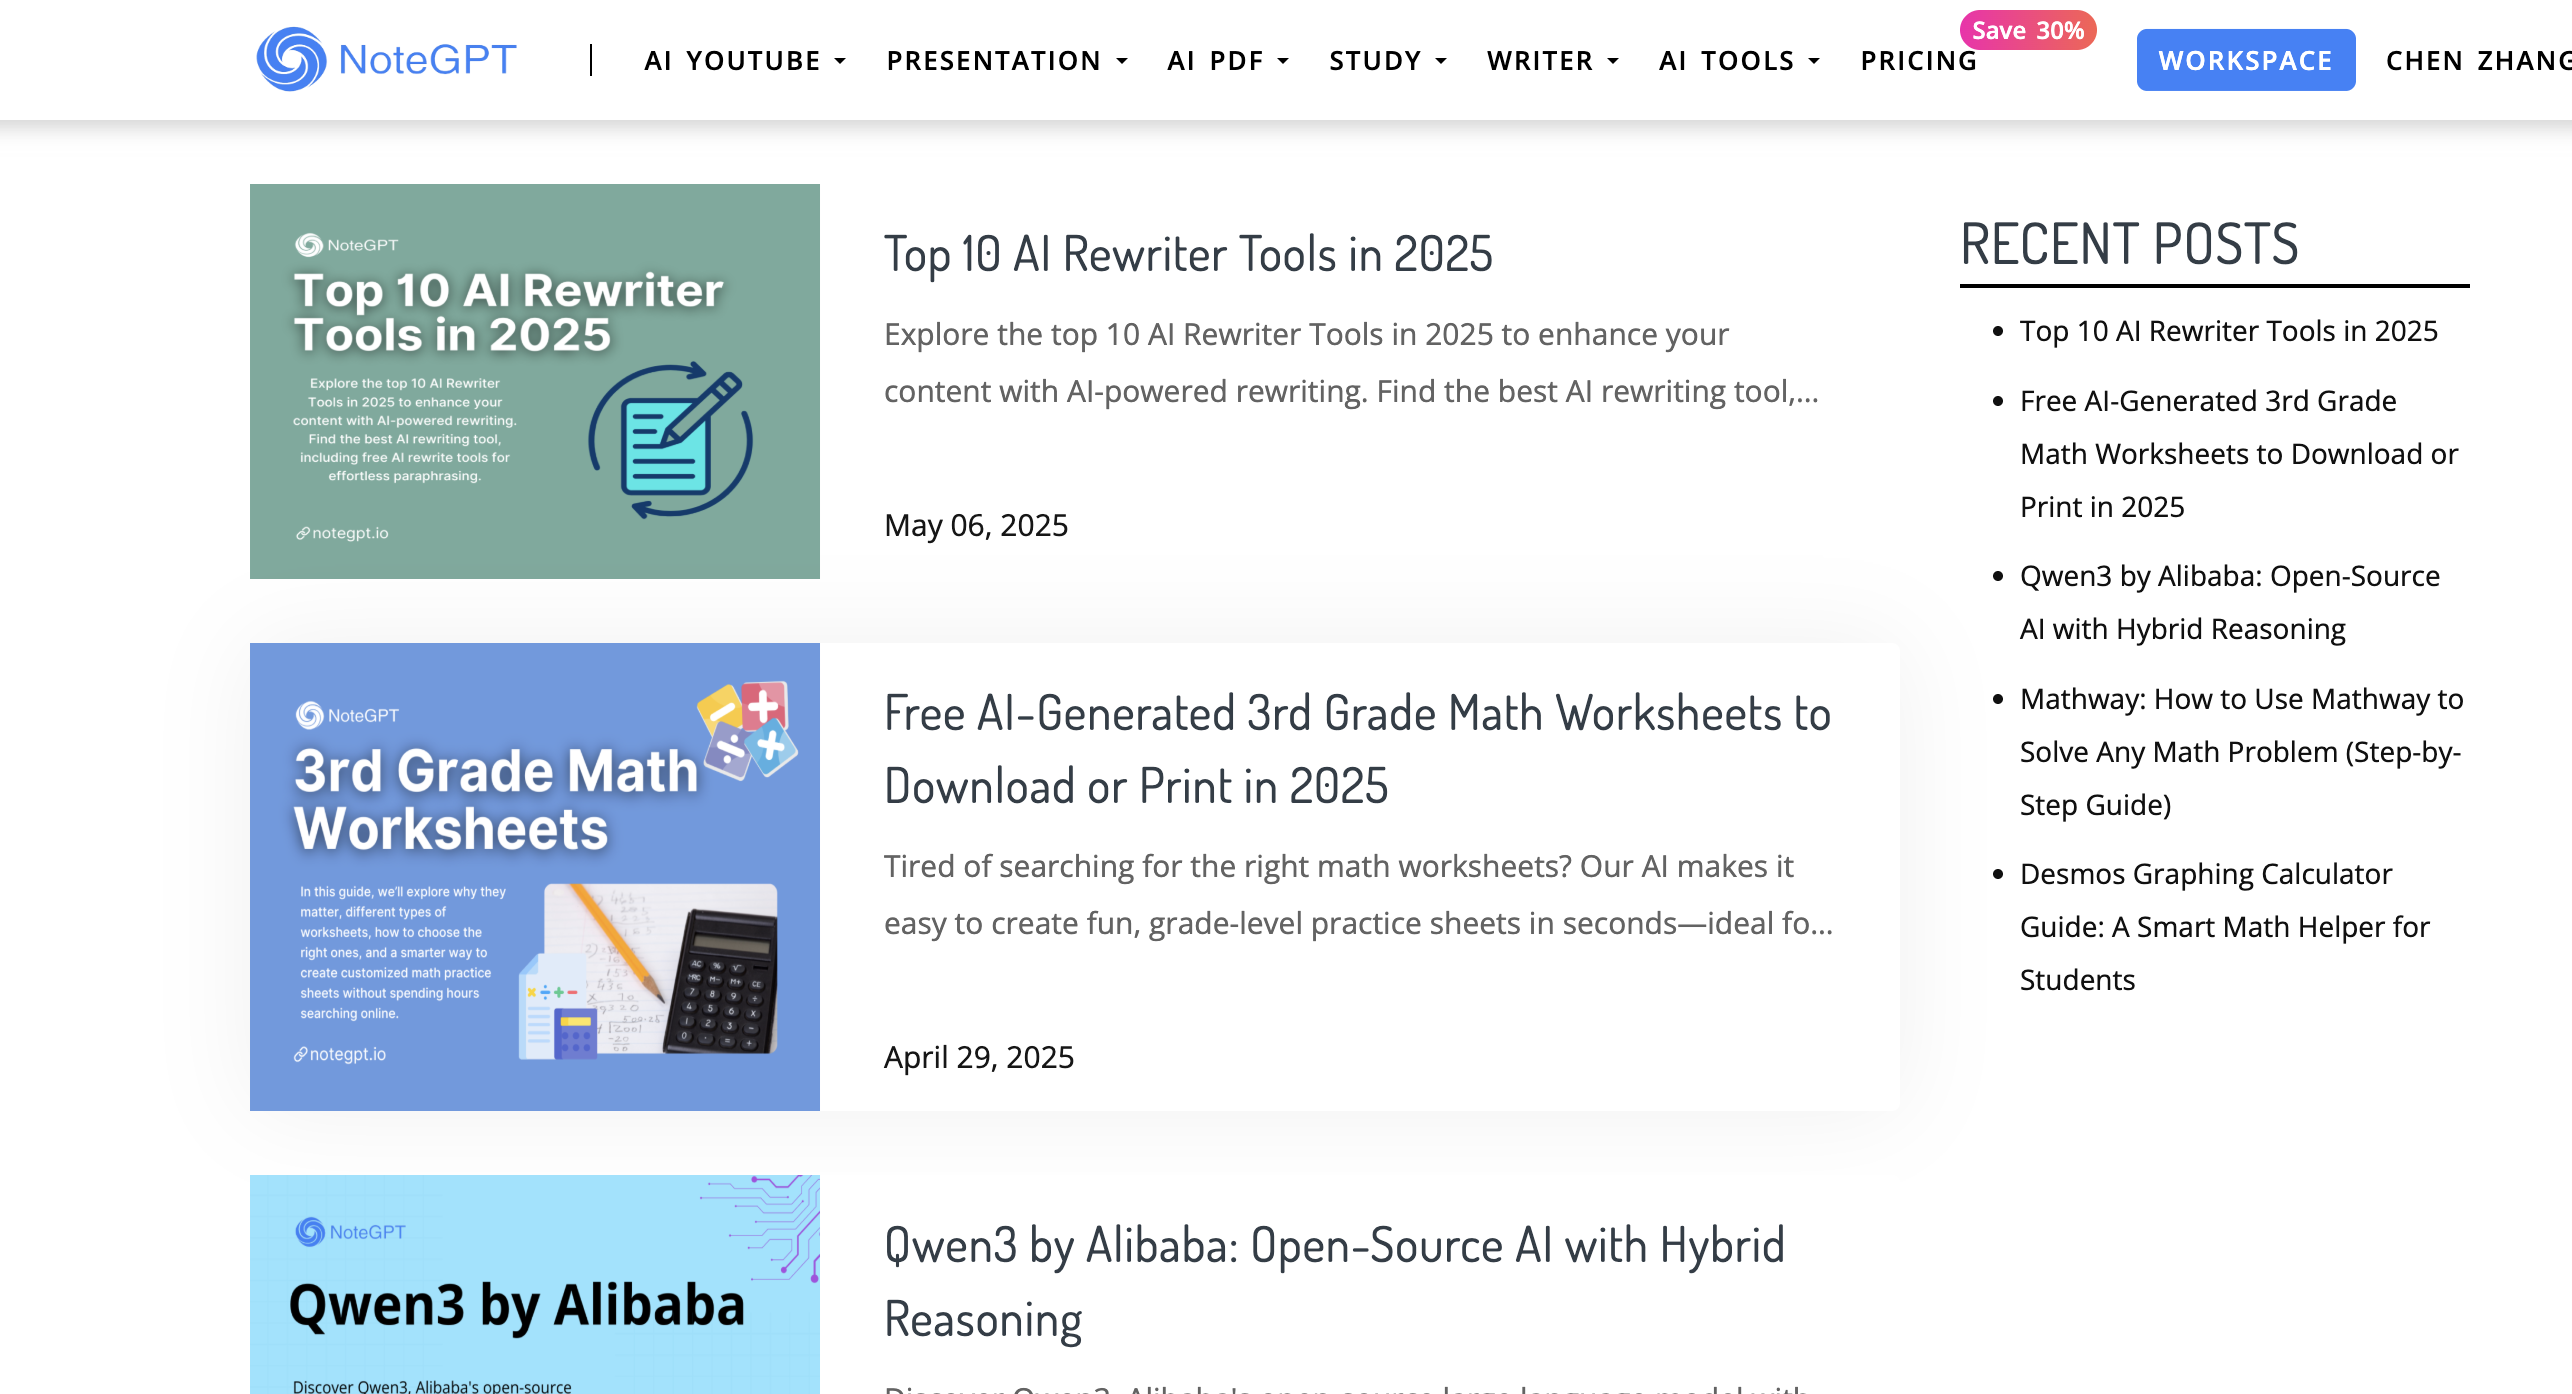 NoteGPT
AI YOUTUBE
PRESENTATION
AI PDF
STUDY
WRITER
AI TOOLS
PRICING
Save 30%
WORKSPACE
CHEN ZHANG
NoteGPT
Top 10 AI Rewriter
Tools in 2025
Explore the top 10 AI Rewriter
Tools in 2025 to enhance your
content with AI-powered rewriting.
Find the best AI rewriting tool,
including free AI rewrite tools for
effortless paraphrasing.
notegpt.io
Top 10 AI Rewriter Tools in 2025
Explore the top 10 AI Rewriter Tools in 2025 to enhance your
content with AI-powered rewriting. Find the best AI rewriting tool,...
May 06, 2025
NoteGPT
3rd Grade Math
Worksheets
In this guide, we'll explore why they
matter, different types of
worksheets, how to choose the
right ones, and a smarter way to
create customized math practice
sheets without spending hours
searching online.
notegpt.io
Free AI-Generated 3rd Grade Math Worksheets to
Download or Print in 2025
Tired of searching for the right math worksheets? Our AI makes it
easy to create fun, grade-level practice sheets in seconds—ideal fo...
April 29, 2025
NoteGPT
Qwen3 by Alibaba
Discover Qwen3, Alibaba's open-source
Qwen3 by Alibaba: Open-Source AI with Hybrid
Reasoning
Discover Qwen3, Alibaba's open-source large language model with
RECENT POSTS
Top 10 AI Rewriter Tools in 2025
Free AI-Generated 3rd Grade
Math Worksheets to Download or
Print in 2025
Qwen3 by Alibaba: Open-Source
AI with Hybrid Reasoning
Mathway: How to Use Mathway to
Solve Any Math Problem (Step-by-
Step Guide)
Desmos Graphing Calculator
Guide: A Smart Math Helper for
Students